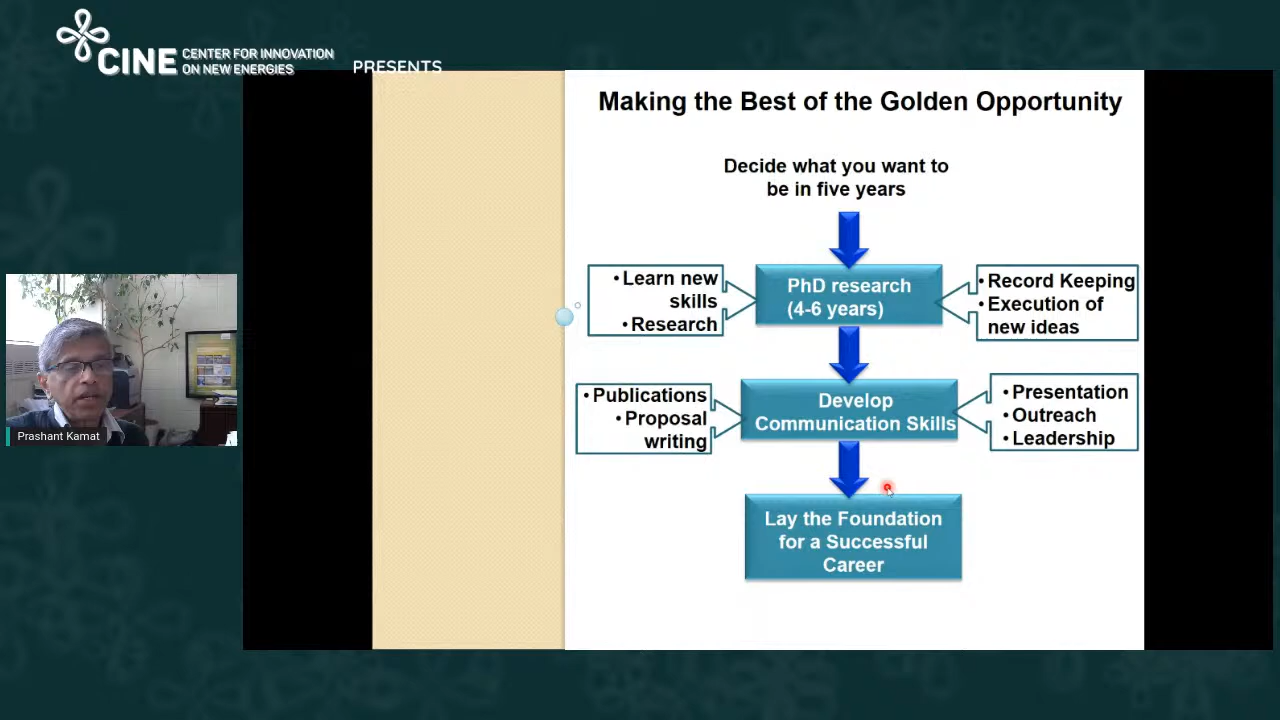 CINE CENTER FOR INNOVATION
ON NEW ENERGIES
PRESENTS
Making the Best of the Golden Opportunity
Decide what you want to
be in five years
• Learn new
skills
• Research
PhD research
(4-6 years)
• Record Keeping
• Execution of
new ideas
• Publications
• Proposal
writing
Develop
Communication Skills
• Presentation
• Outreach
• Leadership
Lay the Foundation
for a Successful
Career
Prashant Kamat